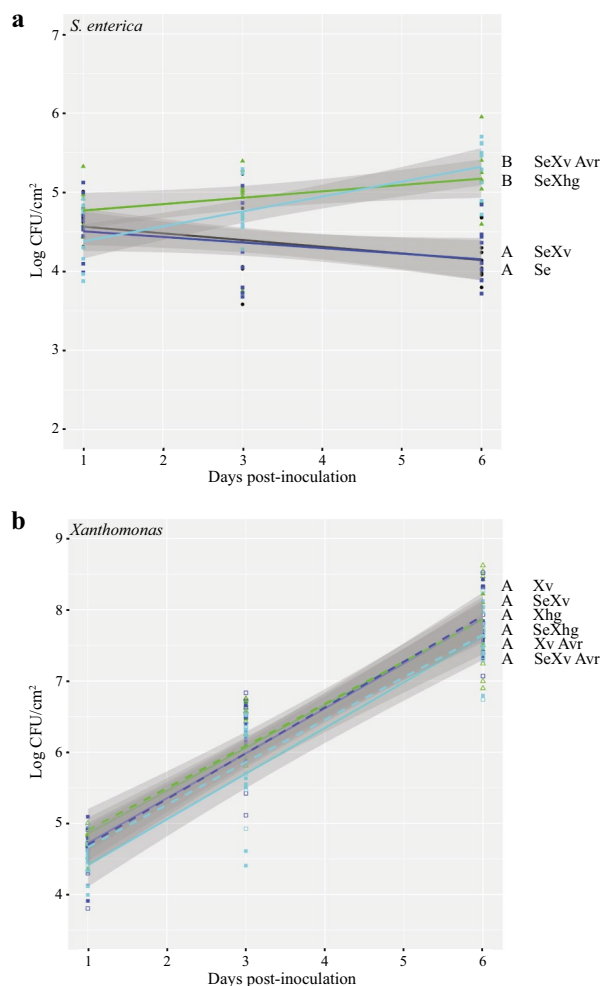 a
S. enterica
7
6
5
4
3
2
Log CFU/cm²
B SeXv Avr
B SeXhg
A SeXv
A Se
1 2 3 4 5 6
Days post-inoculation
b
Xanthomonas
9
8
7
6
5
4
Log CFU/cm²
A Xv
A SeXv
A Xhg
A SeXhg
A Xv Avr
A SeXv Avr
1 2 3 4 5 6
Days post-inoculation